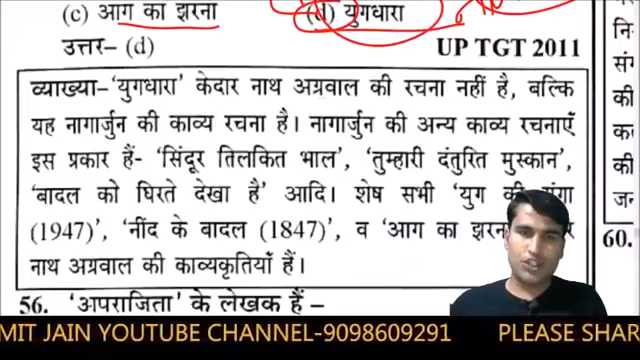 (c) आग का झरना (d) युगधारा
उत्तर– (d) UP TGT 2011
व्याख्या–‘युगधारा’ केदार नाथ अग्रवाल की रचना नहीं है, बल्कि
यह नागार्जुन की काव्य रचना है। नागार्जुन की अन्य काव्य रचनाएँ
इस प्रकार हैं- ‘सिंदूर तिलकित भाल’, ‘तुम्हारी दंतुरित मुस्कान’,
‘बादल को घिरते देखा है’ आदि। शेष सभी ‘युग की गंगा
(1947)’, ‘नींद के बादल (1847)’, व ‘आग का झरना
नाथ अग्रवाल की काव्यकृतियाँ हैं।
60.
56. ‘अपराजिता’ के लेखक हैं –
MIT JAIN YOUTUBE CHANNEL-9098609291 PLEASE SHAR